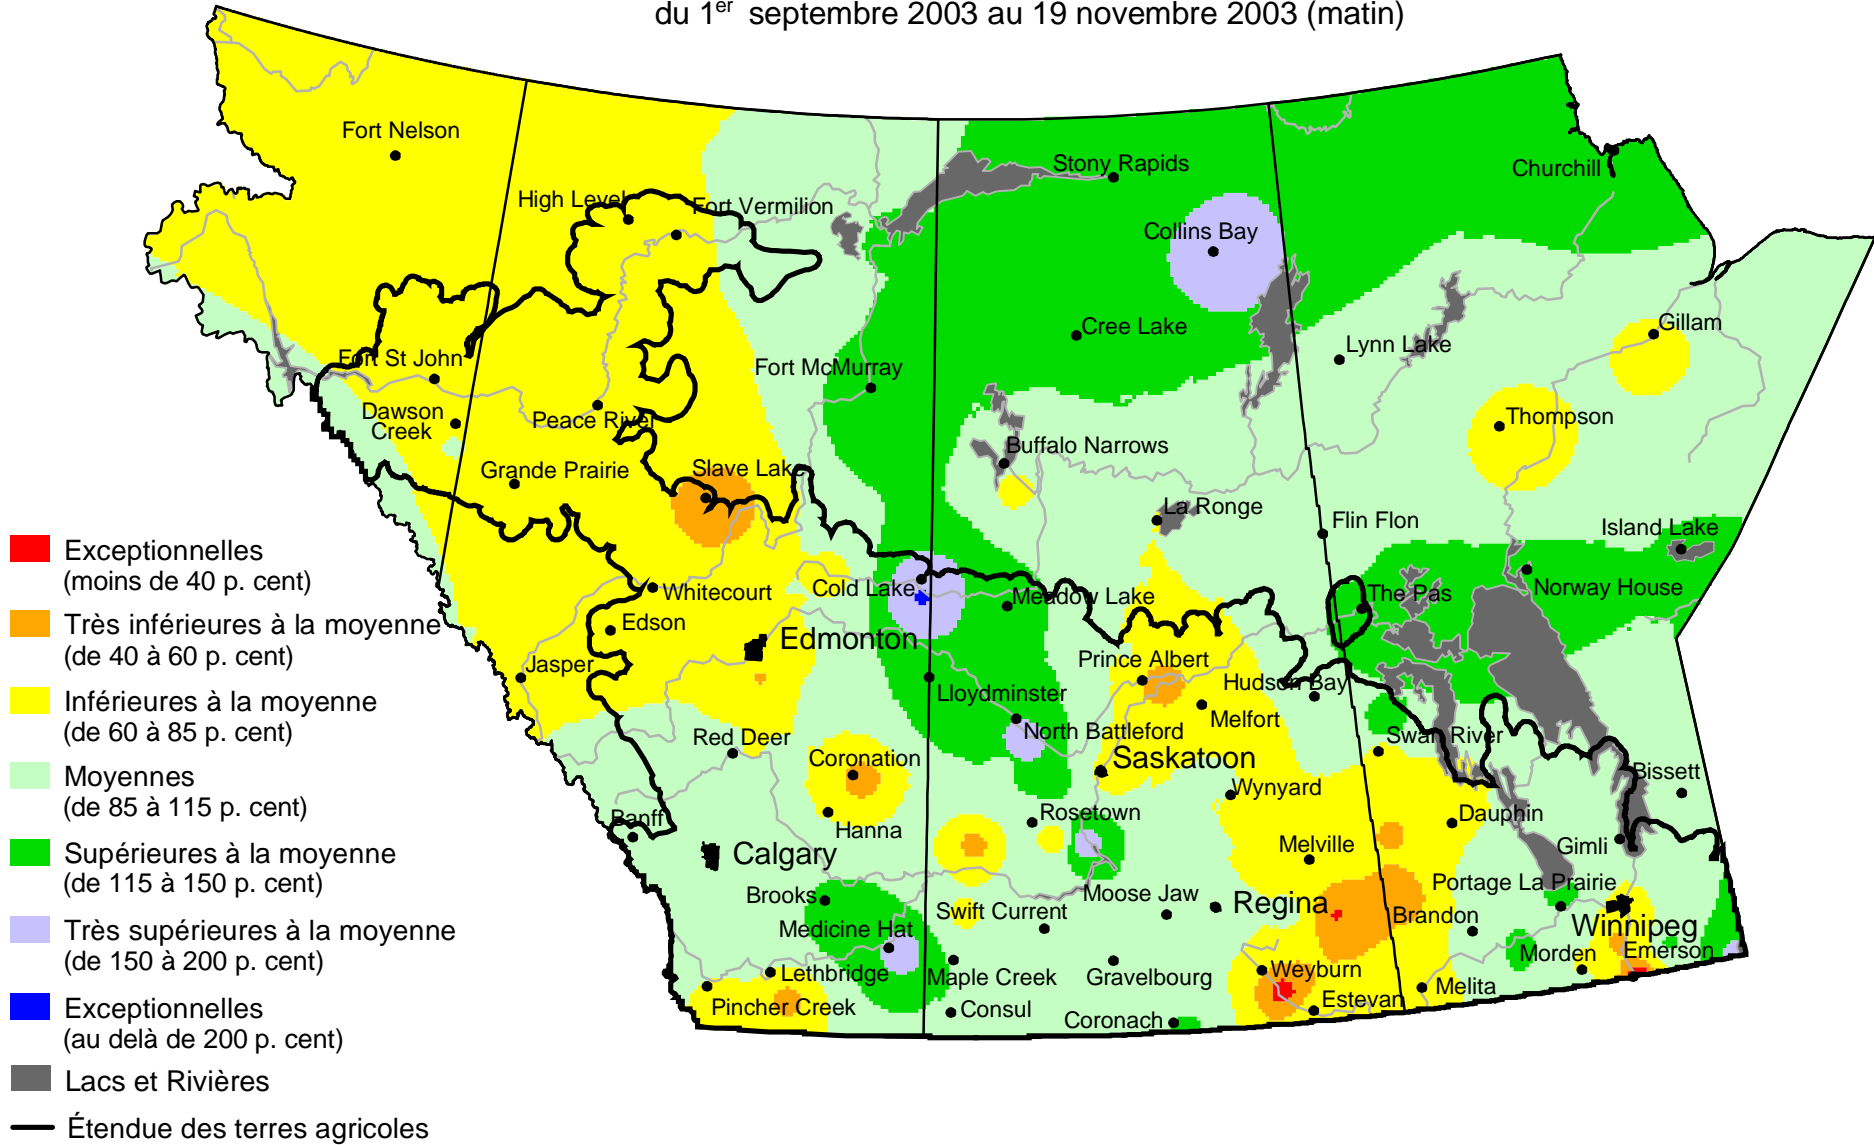 du 1er septembre 2003 au 19 novembre 2003 (matin)
Fort Nelson
Churchill
Stony Rapids
High Level
Fort Vermilion
Collins Bay
Cree Lake
Gillam
Lynn Lake
Fort St John
Fort McMurray
Dawson
Creek
Peace River
Thompson
Buffalo Narrows
Grande Prairie
Slave Lake
La Ronge
Flin Flon
Island Lake
Exceptionnelles
(moins de 40 p. cent)
Whitecourt
Cold Lake
Meadow Lake
The Pas
Norway House
Très inférieures à la moyenne
(de 40 à 60 p. cent)
Edson
Edmonton
Jasper
Prince Albert
Hudson Bay
Inférieures à la moyenne
(de 60 à 85 p. cent)
Lloydminster
Melfort
North Battleford
Red Deer
Swan River
Coronation
Saskatoon
Moyennes
(de 85 à 115 p. cent)
Bissett
Wynyard
Banff
Hanna
Rosetown
Dauphin
Supérieures à la moyenne
(de 115 à 150 p. cent)
Calgary
Melville
Gimli
Brooks
Moose Jaw
Portage La Prairie
Swift Current
Regina
Brandon
Winnipeg
Très supérieures à la moyenne
(de 150 à 200 p. cent)
Medicine Hat
Morden
Emerson
Lethbridge
Maple Creek
Gravelbourg
Weyburn
Melita
Pincher Creek
Consul
Coronach
Estevan
Exceptionnelles
(au delà de 200 p. cent)
Lacs et Rivières
Étendue des terres agricoles